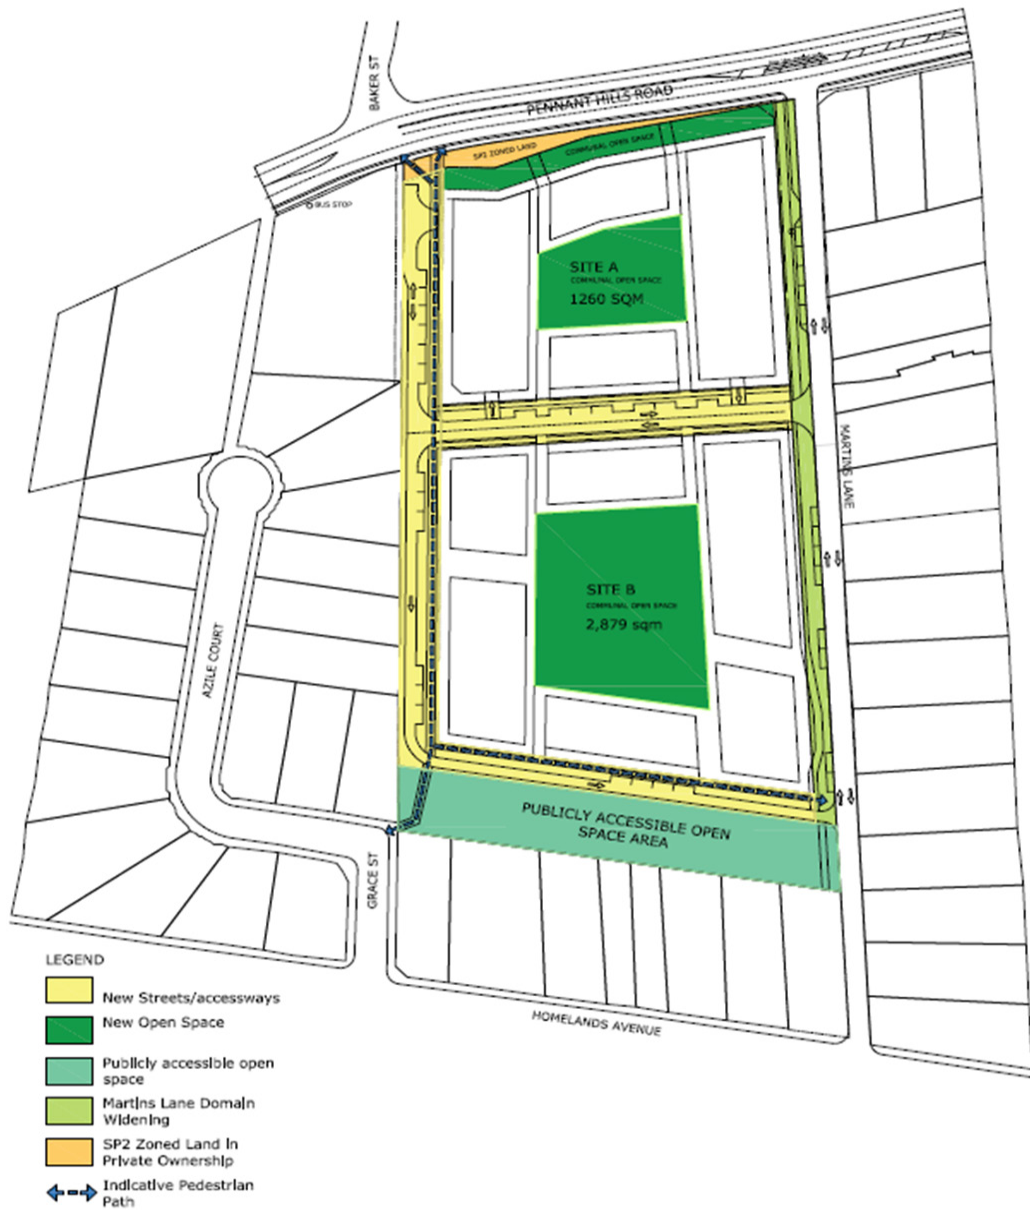 BAKER ST
PENNANT HILLS ROAD
SP2 ZONED LAND
COMMUNAL OPEN SPACE
BUS STOP
SITE A
COMMUNAL OPEN SPACE
1260 SQM
MARTINS LANE
SITE B
COMMUNAL OPEN SPACE
2,879 sqm
AZILE COURT
PUBLICLY ACCESSIBLE OPEN
SPACE AREA
GRACE ST
HOMELANDS AVENUE
LEGEND
New Streets/accessways
New Open Space
Publicly accessible open
space
Martins Lane Domain
Widening
SP2 Zoned Land in
Private Ownership
Indicative Pedestrian
Path